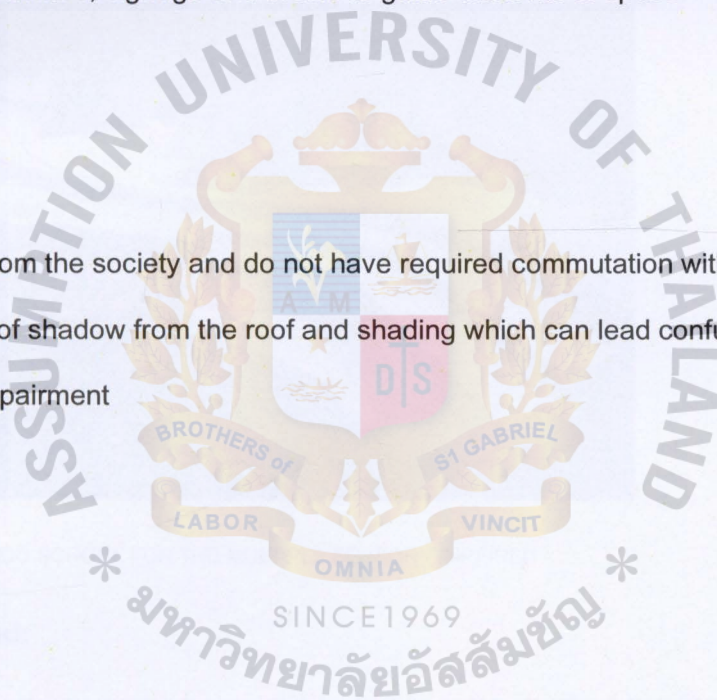 UNIVERSITY OF THAILAND
ASSUMPTION
om the society and do not have required commutation wit
of shadow from the roof and shading which can lead confu
pairment
A M
D S
BROTHERS of St GABRIEL
LABOR VINCIT
OMNIA
SINCE1969
มหาวิทยาลัยอัสสัมชัญ